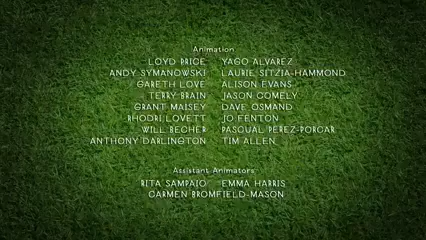 Animation
LOYD PRICE YAGO ALVAREZ
ANDY SYMANOWSKI LAURIE SITZIA-HAMMOND
GARETH LOVE ALISON EVANS
TERRY BRAIN JASON COMELY
GRANT MAISEY DAVE OSMAND
RHODRI LOVETT JO FENTON
WILL BECHER PASCUAL PEREZ-PORCAR
ANTHONY DARLINGTON TIM ALLEN
Assistant Animators
RITA SAMPAIO EMMA HARRIS
CARMEN BROMFIELD-MASON